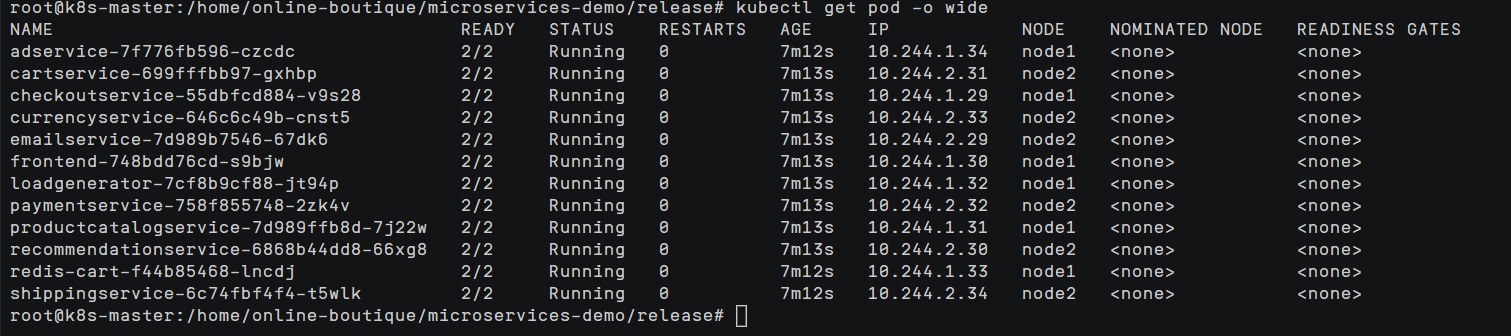 root@k8s-master:/home/online-boutique/microservices-demo/release# kubectl get pod -o wide
NAME READY STATUS RESTARTS AGE IP NODE NOMINATED NODE READINESS GATES
adservice-7f776fb596-czcdc 2/2 Running 0 7m12s 10.244.1.34 node1 <none> <none>
cartservice-699fffbb97-gxhbp 2/2 Running 0 7m13s 10.244.2.31 node2 <none> <none>
checkoutservice-55dbfcd884-v9s28 2/2 Running 0 7m13s 10.244.1.29 node1 <none> <none>
currencyservice-646c6c49b-cnst5 2/2 Running 0 7m13s 10.244.2.33 node2 <none> <none>
emailservice-7d989b7546-67dk6 2/2 Running 0 7m13s 10.244.2.29 node2 <none> <none>
frontend-748bdd76cd-s9bjw 2/2 Running 0 7m13s 10.244.1.30 node1 <none> <none>
loadgenerator-7cf8b9cf88-jt94p 2/2 Running 0 7m13s 10.244.1.32 node1 <none> <none>
paymentservice-758f855748-2zk4v 2/2 Running 0 7m13s 10.244.2.32 node2 <none> <none>
productcatalogservice-7d989ffb8d-7j22w 2/2 Running 0 7m13s 10.244.1.31 node1 <none> <none>
recommendationservice-6868b44dd8-66xg8 2/2 Running 0 7m13s 10.244.2.30 node2 <none> <none>
redis-cart-f44b85468-lncdj 2/2 Running 0 7m12s 10.244.1.33 node1 <none> <none>
shippingservice-6c74fbf4f4-t5wlk 2/2 Running 0 7m12s 10.244.2.34 node2 <none> <none>
root@k8s-master:/home/online-boutique/microservices-demo/release#